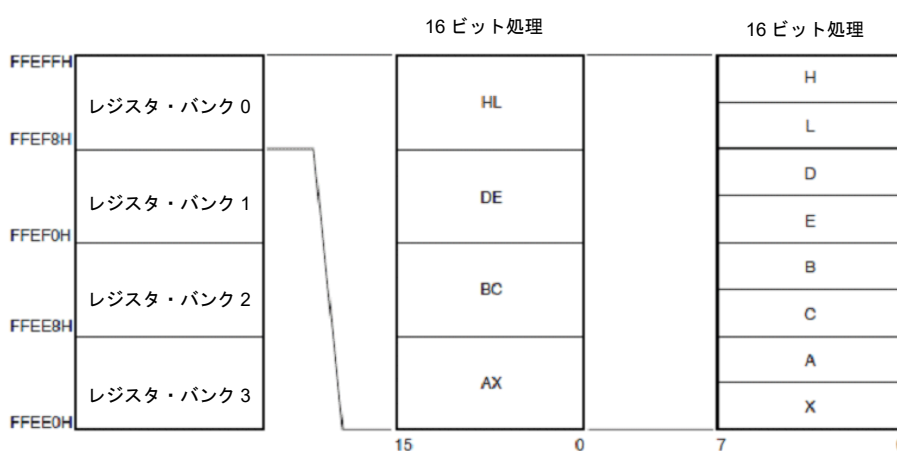 16 ビット処理
16 ビット処理
FFEFFH
レジスタ・バンク 0
HL
H
L
FFEF8H
レジスタ・バンク 1
DE
D
E
FFEF0H
レジスタ・バンク 2
BC
B
C
FFEE8H
レジスタ・バンク 3
AX
A
X
FFEE0H
15
0
7